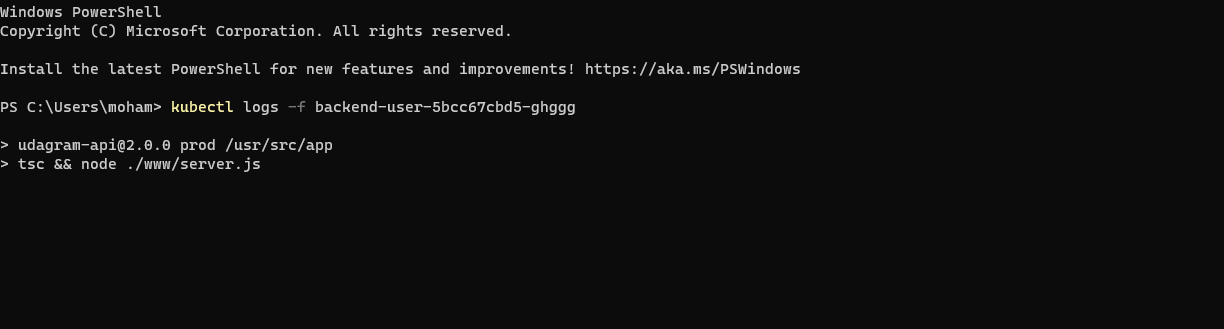 Windows PowerShell
Copyright (C) Microsoft Corporation. All rights reserved.
Install the latest PowerShell for new features and improvements! https://aka.ms/PSWindows
PS C:\Users\moham> kubectl logs -f backend-user-5bcc67cbd5-ghggg
> udagram-api@2.0.0 prod /usr/src/app
> tsc && node ./www/server.js